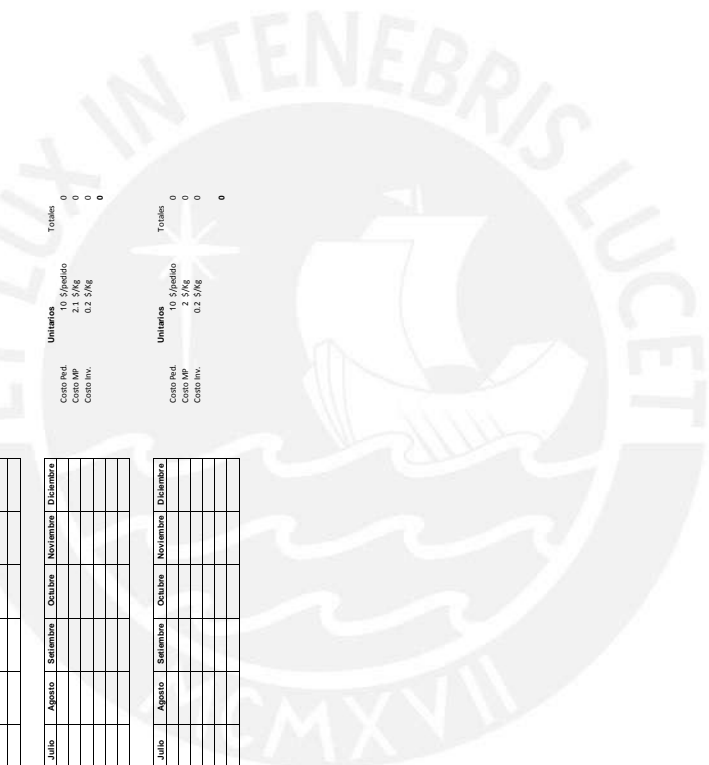 ET LUX IN TENEBRIS LUCET
MCMXVII
Julio Agosto Setiembre Octubre Noviembre Diciembre
Unitarios Totales
Costo Ped. 10 $/pedido 0
Costo MP 2.1 $/Kg 0
Costo Inv. 0.2 $/Kg 0
0
Julio Agosto Setiembre Octubre Noviembre Diciembre
Unitarios Totales
Costo Ped. 10 $/pedido 0
Costo MP 2 $/Kg 0
Costo Inv. 0.2 $/Kg 0
0